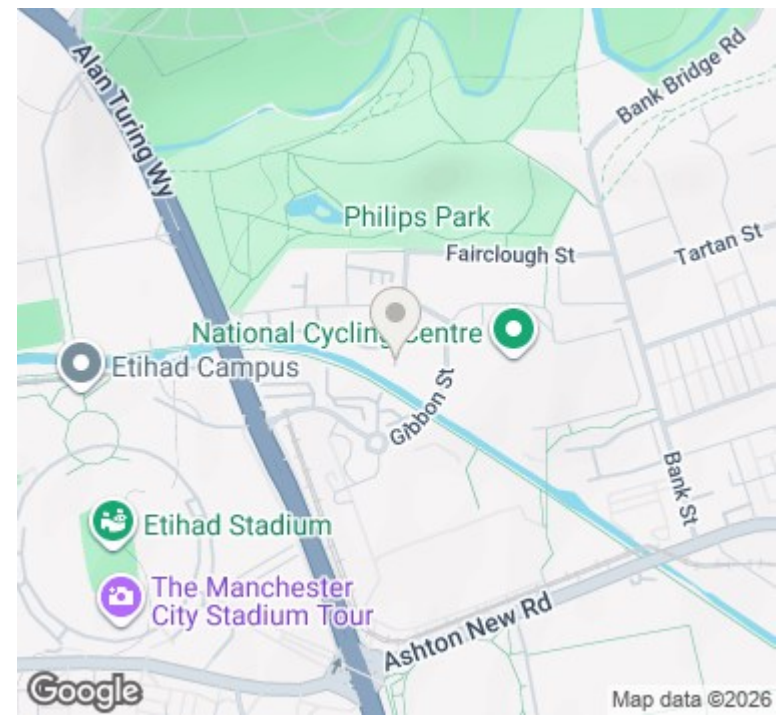 Alan Turing Wy
Bank Bridge Rd
Philips Park
Fairclough St
Tartan St
National Cycling Centre
Etihad Campus
Gibbon St
Bank St
Etihad Stadium
The Manchester
City Stadium Tour
Ashton New Rd
Google
Map data ©2026